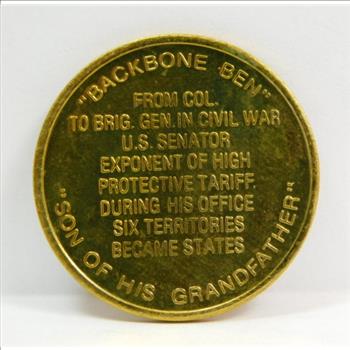 "BACKBONE BEN"
FROM COL.
TO BRIG. GEN. IN CIVIL WAR
U.S. SENATOR
EXPONENT OF HIGH
PROTECTIVE TARIFF
DURING HIS OFFICE
SIX TERRITORIES
BECAME STATES
"SON OF HIS GRANDFATHER"